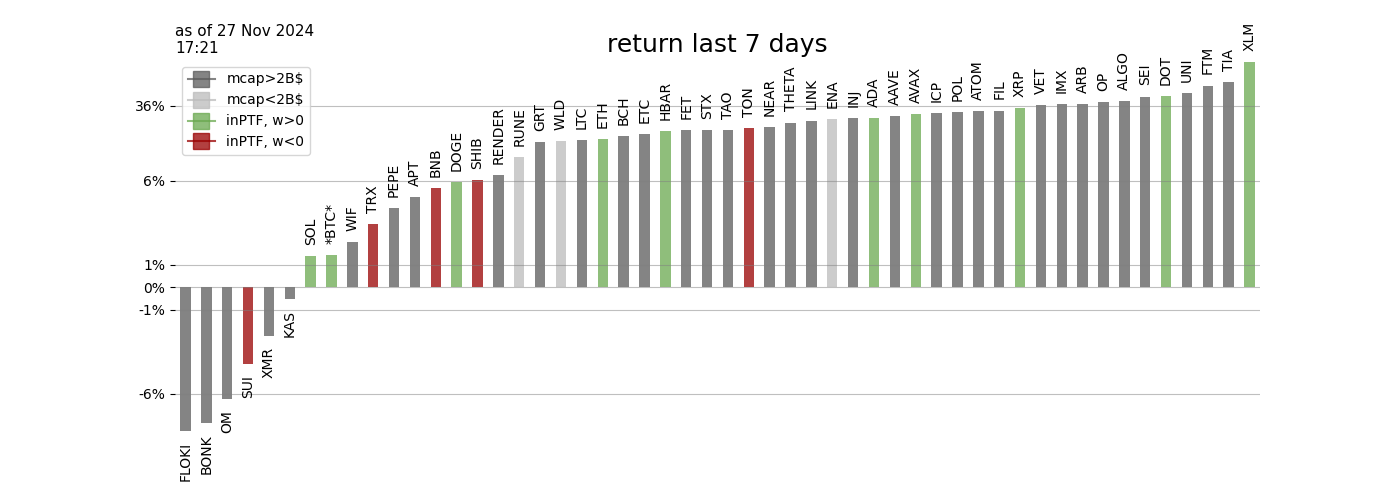 as of 27 Nov 2024
17:21
return last 7 days
mcap>2B$
mcap<2B$
inPTF, w>0
inPTF, w<0
36%
6%
1%
0%
-1%
-6%
FLOKI
BONK
OM
SUI
XMR
KAS
SOL
*BTC*
WIF
TRX
PEPE
APT
BNB
DOGE
SHIB
RENDER
RUNE
GRT
WLD
LTC
ETH
BCH
ETC
HBAR
FET
STX
TAO
TON
NEAR
THETA
LINK
ENA
INJ
ADA
AAVE
AVAX
ICP
POL
ATOM
FIL
XRP
VET
IMX
ARB
OP
ALGO
SEI
DOT
UNI
FTM
TIA
XLM